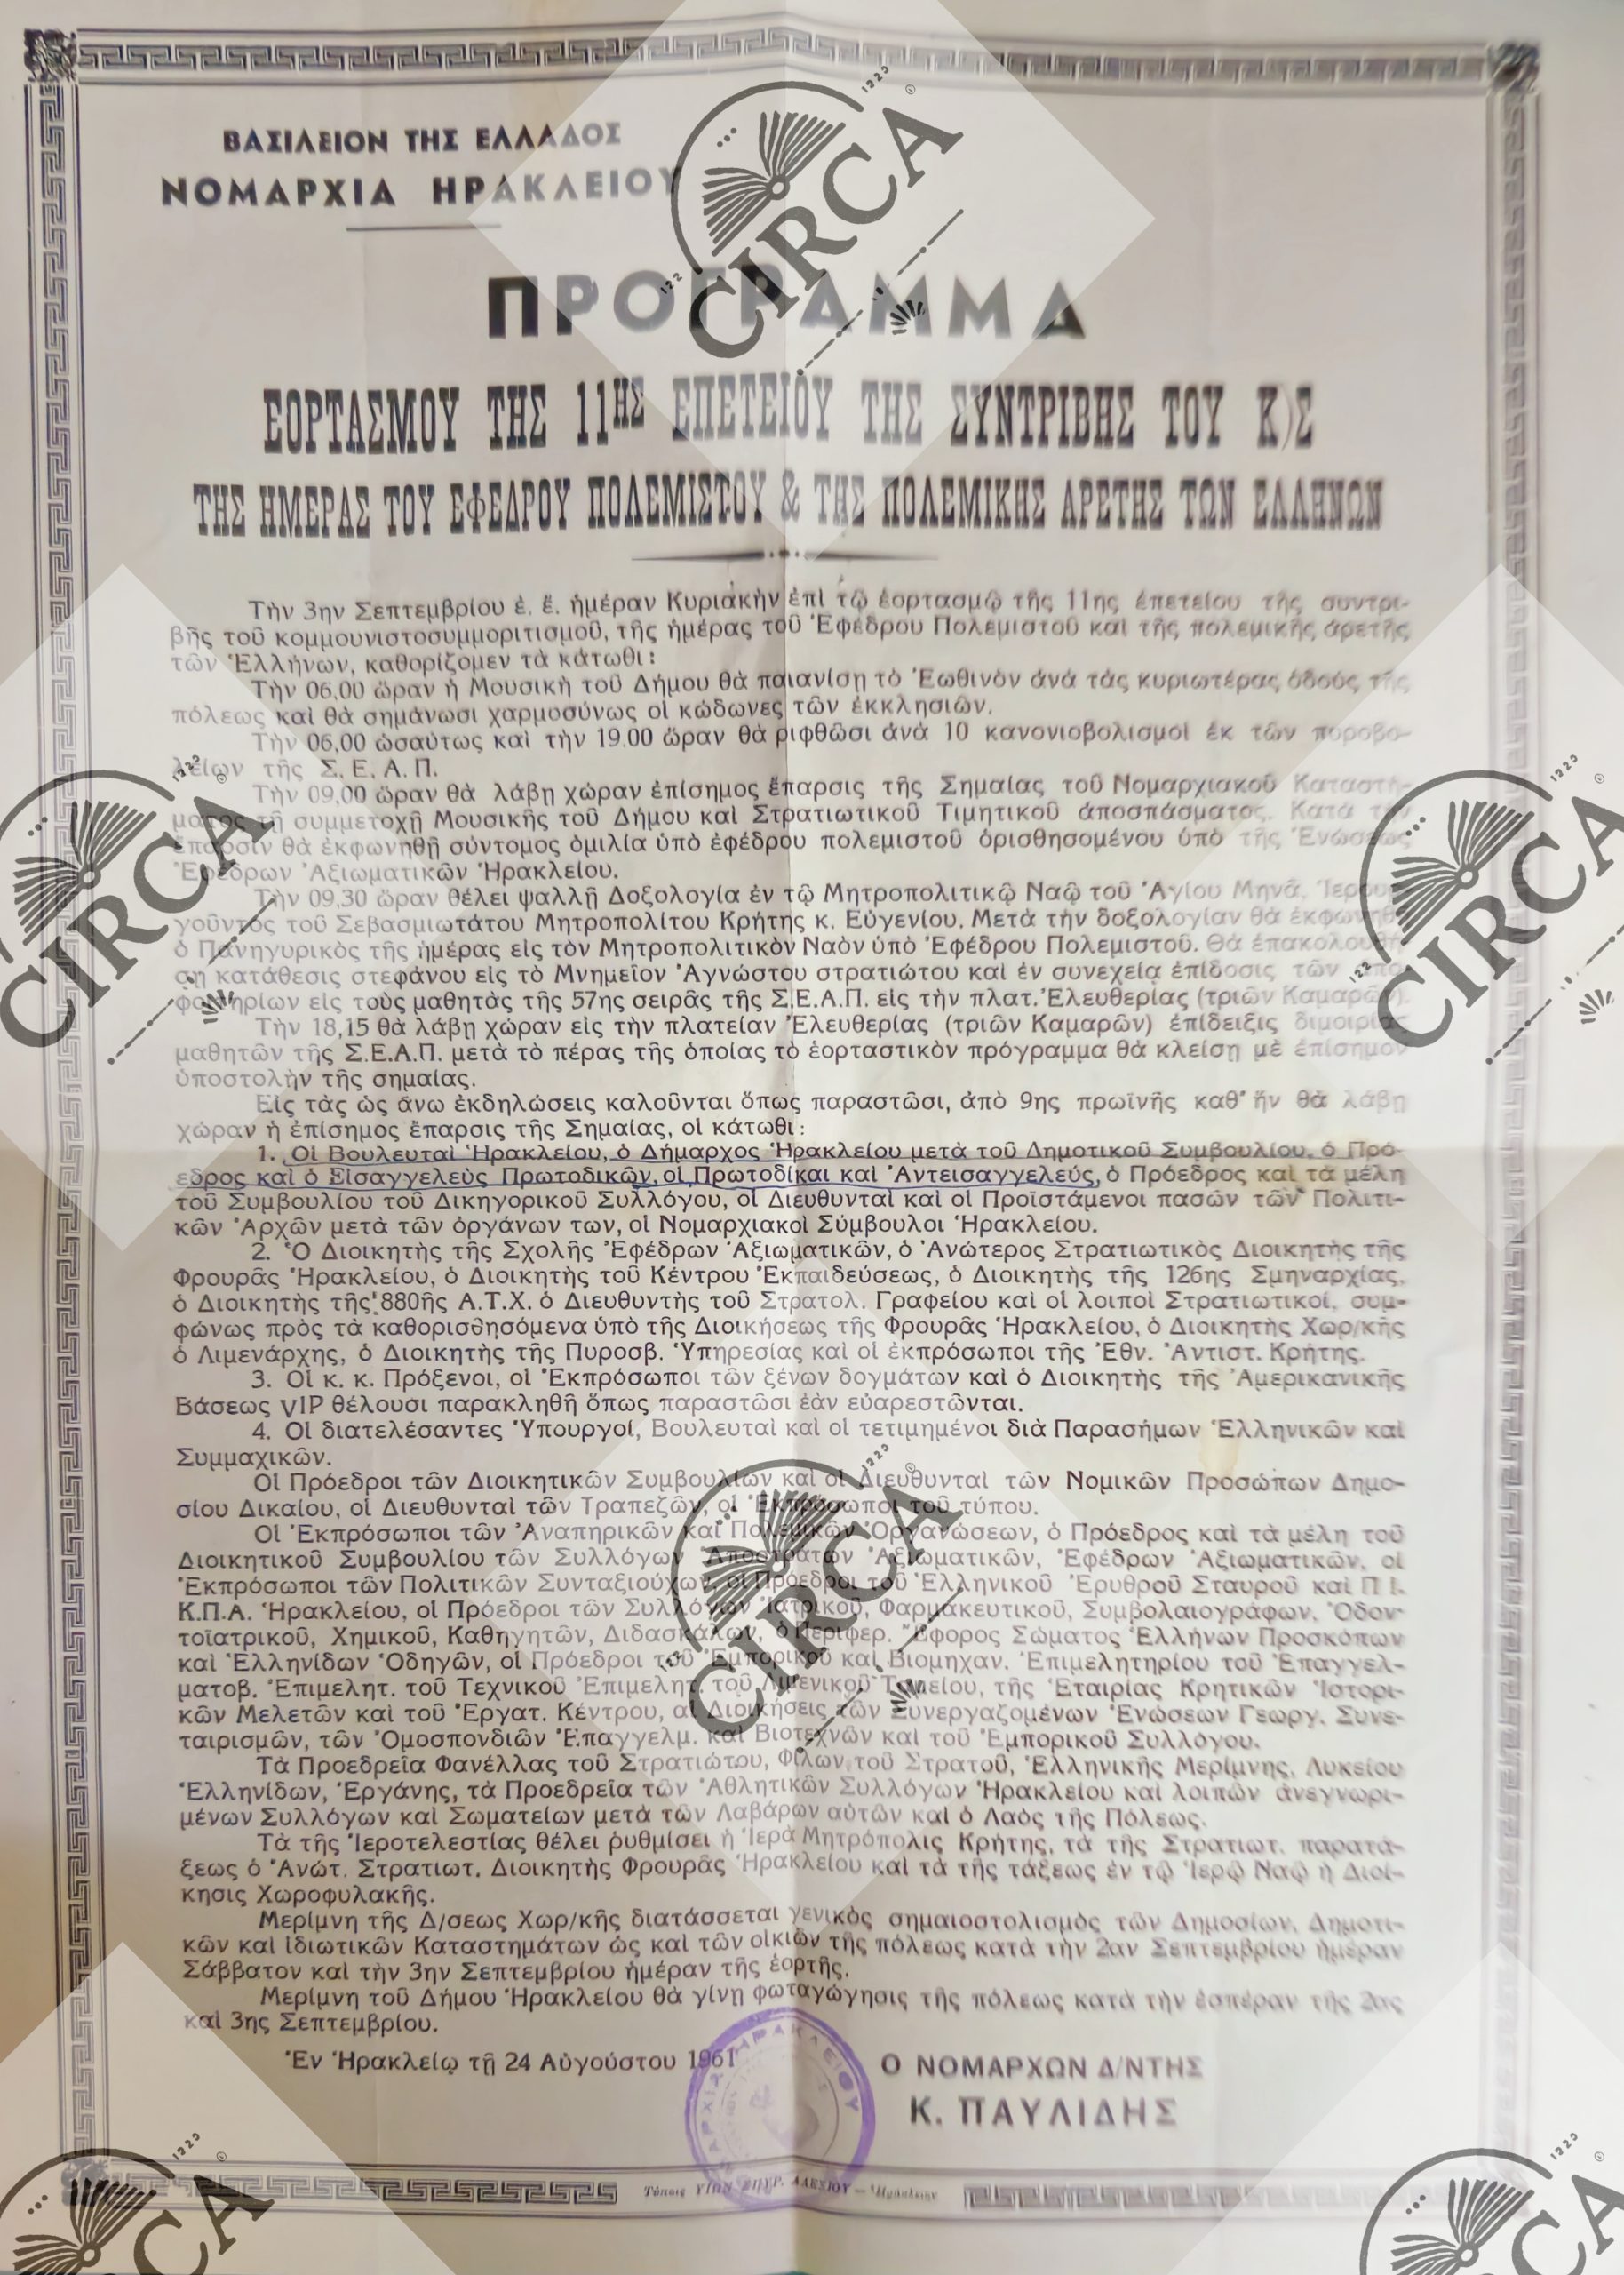 ΒΑΣΙΛΕΙΟΝ ΤΗΣ ΕΛΛΑΔΟΣ
ΝΟΜΑΡΧΙΑ ΗΡΑΚΛΕΙΟΥ
ΠΡΟΓΡΑΜΜΑ
ΕΟΡΤΑΣΜΟΥ ΤΗΣ 11ΗΣ ΕΠΕΤΕΙΟΥ ΤΗΣ ΣΥΝΤΡΙΒΗΣ ΤΟΥ Κ)Σ
ΤΗΣ ΗΜΕΡΑΣ ΤΟΥ ΕΦΕΔΡΟΥ ΠΟΛΕΜΙΣΤΟΥ & ΤΗΣ ΠΟΛΕΜΙΚΗΣ ΑΡΕΤΗΣ ΤΩΝ ΕΛΛΗΝΩΝ
Τὴν 3ην Σεπτεμβρίου ἐ. ἔ. ἡμέραν Κυριακὴν ἐπὶ τῷ ἑορτασμῷ τῆς 11ης ἐπετείου τῆς συντρι-
βῆς τοῦ κομμουνιστοσυμμοριτισμοῦ, τῆς ἡμέρας τοῦ Ἐφέδρου Πολεμιστοῦ καὶ τῆς πολεμικῆς ἀρετῆς
τῶν Ἑλλήνων, καθορίζομεν τὰ κάτωθι:
Τὴν 06,00 ὥραν ἡ Μουσικὴ τοῦ Δήμου θὰ παιανίσῃ τὸ Ἑωθινὸν ἀνὰ τὰς κυριωτέρας ὁδοὺς τῆς
πόλεως καὶ θὰ σημάνωσι χαρμοσύνως οἱ κώδωνες τῶν ἐκκλησιῶν.
Τὴν 06,00 ὡσαύτως καὶ τὴν 19.00 ὥραν θὰ ριφθῶσι ἀνὰ 10 κανονιοβολισμοὶ ἐκ τῶν πυροβο-
λείων τῆς Σ. Ε. Α. Π.
Τὴν 09,00 ὥραν θὰ λάβῃ χώραν ἐπίσημος ἔπαρσις τῆς Σημαίας τοῦ Νομαρχιακοῦ Καταστή-
ματος τῇ συμμετοχῇ Μουσικῆς τοῦ Δήμου καὶ Στρατιωτικοῦ Τιμητικοῦ ἀποσπάσματος. Κατὰ τὴν
ἔπαρσιν θὰ ἐκφωνηθῇ σύντομος ὁμιλία ὑπὸ ἐφέδρου πολεμιστοῦ ὁρισθησομένου ὑπὸ τῆς Ἑνώσεως
Ἐφέδρων Ἀξιωματικῶν Ἡρακλείου.
Τὴν 09,30 ὥραν θέλει ψαλλῇ Δοξολογία ἐν τῷ Μητροπολιτικῷ Ναῷ τοῦ Ἁγίου Μηνᾶ, Ἱερουρ-
γοῦντος τοῦ Σεβασμιωτάτου Μητροπολίτου Κρήτης κ. Εὐγενίου. Μετὰ τὴν δοξολογίαν θὰ ἐκφωνηθῇ
ὁ Πανηγυρικὸς τῆς ἡμέρας εἰς τὸν Μητροπολιτικὸν Ναὸν ὑπὸ Ἐφέδρου Πολεμιστοῦ. Θὰ ἐπακολουθή-
σῃ κατάθεσις στεφάνου εἰς τὸ Μνημεῖον Ἀγνώστου στρατιώτου καὶ ἐν συνεχείᾳ ἐπίδοσις τῶν ἀπο-
φοιτηρίων εἰς τοὺς μαθητὰς τῆς 57ης σειρᾶς τῆς Σ.Ε.Α.Π. εἰς τὴν πλατ. Ἐλευθερίας (τριῶν Καμαρῶν).
Τὴν 18,15 θὰ λάβῃ χώραν εἰς τὴν πλατεῖαν Ἐλευθερίας (τριῶν Καμαρῶν) ἐπίδειξις διμοιρίας
μαθητῶν τῆς Σ.Ε.Α.Π. μετὰ τὸ πέρας τῆς ὁποίας τὸ ἑορταστικὸν πρόγραμμα θὰ κλείσῃ μὲ ἐπίσημον
ὑποστολὴν τῆς σημαίας.
Εἰς τὰς ὡς ἄνω ἐκδηλώσεις καλοῦνται ὅπως παραστῶσι, ἀπὸ 9ης πρωϊνῆς καθ' ἥν θὰ λάβῃ
χώραν ἡ ἐπίσημος ἔπαρσις τῆς Σημαίας, οἱ κάτωθι:
1. Οἱ Βουλευταὶ Ἡρακλείου, ὁ Δήμαρχος Ἡρακλείου μετὰ τοῦ Δημοτικοῦ Συμβουλίου, ὁ Πρό-
εδρος καὶ ὁ Εἰσαγγελεὺς Πρωτοδικῶν, οἱ Πρωτοδίκαι καὶ Ἀντεισαγγελεύς, ὁ Πρόεδρος καὶ τὰ μέλη
τοῦ Συμβουλίου τοῦ Δικηγορικοῦ Συλλόγου, οἱ Διευθυνταὶ καὶ οἱ Προϊστάμενοι πασῶν τῶν Πολιτι-
κῶν Ἀρχῶν μετὰ τῶν ὀργάνων των, οἱ Νομαρχιακοὶ Σύμβουλοι Ἡρακλείου.
2. Ὁ Διοικητὴς τῆς Σχολῆς Ἐφέδρων Ἀξιωματικῶν, ὁ Ἀνώτερος Στρατιωτικὸς Διοικητὴς τῆς
Φρουρᾶς Ἡρακλείου, ὁ Διοικητὴς τοῦ Κέντρου Ἐκπαιδεύσεως, ὁ Διοικητὴς τῆς 126ης Σμηναρχίας,
ὁ Διοικητὴς τῆς 880ῆς Α.Τ.Χ. ὁ Διευθυντὴς τοῦ Στρατολ. Γραφείου καὶ οἱ λοιποὶ Στρατιωτικοί, συμ-
φώνως πρὸς τὰ καθορισθησόμενα ὑπὸ τῆς Διοικήσεως τῆς Φρουρᾶς Ἡρακλείου, ὁ Διοικητὴς Χωρ/κῆς
ὁ Λιμενάρχης, ὁ Διοικητὴς τῆς Πυροσβ. Ὑπηρεσίας καὶ οἱ ἐκπρόσωποι τῆς Ἐθν. Ἀντιστ. Κρήτης.
3. Οἱ κ. κ. Πρόξενοι, οἱ Ἐκπρόσωποι τῶν ξένων δογμάτων καὶ ὁ Διοικητὴς τῆς Ἀμερικανικῆς
Βάσεως VIP θέλουσι παρακληθῆ ὅπως παραστῶσι ἐὰν εὐαρεστῶνται.
4. Οἱ διατελέσαντες Ὑπουργοί, Βουλευταὶ καὶ οἱ τετιμημένοι διὰ Παρασήμων Ἑλληνικῶν καὶ
Συμμαχικῶν.
Οἱ Πρόεδροι τῶν Διοικητικῶν Συμβουλίων καὶ οἱ Διευθυνταὶ τῶν Νομικῶν Προσώπων Δημο-
σίου Δικαίου, οἱ Διευθυνταὶ τῶν Τραπεζῶν, οἱ Ἐκπρόσωποι τοῦ τύπου.
Οἱ Ἐκπρόσωποι τῶν Ἀναπηρικῶν καὶ Πολεμικῶν Ὀργανώσεων, ὁ Πρόεδρος καὶ τὰ μέλη τοῦ
Διοικητικοῦ Συμβουλίου τῶν Συλλόγων Ἀποστράτων Ἀξιωματικῶν, Ἐφέδρων Ἀξιωματικῶν, οἱ
Ἐκπρόσωποι τῶν Πολιτικῶν Συνταξιούχων, οἱ Πρόεδροι τοῦ Ἑλληνικοῦ Ἐρυθροῦ Σταυροῦ καὶ Π Ι.
Κ.Π.Α. Ἡρακλείου, οἱ Πρόεδροι τῶν Συλλόγων Ἰατρικοῦ, Φαρμακευτικοῦ, Συμβολαιογράφων, Ὀδον-
τοϊατρικοῦ, Χημικοῦ, Καθηγητῶν, Διδασκάλων, ὁ Περιφερ. Ἔφορος Σώματος Ἑλλήνων Προσκόπων
καὶ Ἑλληνίδων Ὁδηγῶν, οἱ Πρόεδροι τοῦ Ἐμπορικοῦ καὶ Βιομηχαν. Ἐπιμελητηρίου τοῦ Ἐπαγγελ-
ματοβ. Ἐπιμελητ. τοῦ Τεχνικοῦ Ἐπιμελητ. τοῦ Λιμενικοῦ Ταμείου, τῆς Ἑταιρίας Κρητικῶν Ἱστορι-
κῶν Μελετῶν καὶ τοῦ Ἐργατ. Κέντρου, αἱ Διοικήσεις τῶν Συνεργαζομένων Ἑνώσεων Γεωργ. Συνε-
ταιρισμῶν, τῶν Ὁμοσπονδιῶν Ἐπαγγελμ. καὶ Βιοτεχνῶν καὶ τοῦ Ἐμπορικοῦ Συλλόγου.
Τὰ Προεδρεῖα Φανέλλας τοῦ Στρατιώτου, Φίλων τοῦ Στρατοῦ, Ἑλληνικῆς Μερίμνης, Λυκείου
Ἑλληνίδων, Ἐργάνης, τὰ Προεδρεῖα τῶν Ἀθλητικῶν Συλλόγων Ἡρακλείου καὶ λοιπῶν ἀνεγνωρι-
μένων Συλλόγων καὶ Σωματείων μετὰ τῶν Λαβάρων αὐτῶν καὶ ὁ Λαὸς τῆς Πόλεως.
Τὰ τῆς Ἱεροτελεστίας θέλει ρυθμίσει ἡ Ἱερὰ Μητρόπολις Κρήτης, τὰ τῆς Στρατιωτ. παρατά-
ξεως ὁ Ἀνώτ. Στρατιωτ. Διοικητὴς Φρουρᾶς Ἡρακλείου καὶ τὰ τῆς τάξεως ἐν τῷ Ἱερῷ Ναῷ ἡ Διοί-
κησις Χωροφυλακῆς.
Μερίμνη τῆς Δ/σεως Χωρ/κῆς διατάσσεται γενικὸς σημαιοστολισμὸς τῶν Δημοσίων, Δημοτι-
κῶν καὶ ἰδιωτικῶν Καταστημάτων ὡς καὶ τῶν οἰκιῶν τῆς πόλεως κατὰ τὴν 2αν Σεπτεμβρίου ἡμέραν
Σάββατον καὶ τὴν 3ην Σεπτεμβρίου ἡμέραν τῆς ἑορτῆς.
Μερίμνη τοῦ Δήμου Ἡρακλείου θὰ γίνῃ φωταγώγησις τῆς πόλεως κατὰ τὴν ἑσπέραν τῆς 2ας
καὶ 3ης Σεπτεμβρίου.
Ἐν Ἡρακλείῳ τῇ 24 Αὐγούστου 1961
Ο ΝΟΜΑΡΧΩΝ Δ/ΝΤΗΣ
Κ. ΠΑΥΛΙΔΗΣ
Τύποις ΥΙΩΝ ΣΠΥΡ. ΑΛΕΞΙΟΥ — Ἡράκλειον
CIRCA
CIRCA
CIRCA
CIRCA
CIRCA
CIRCA